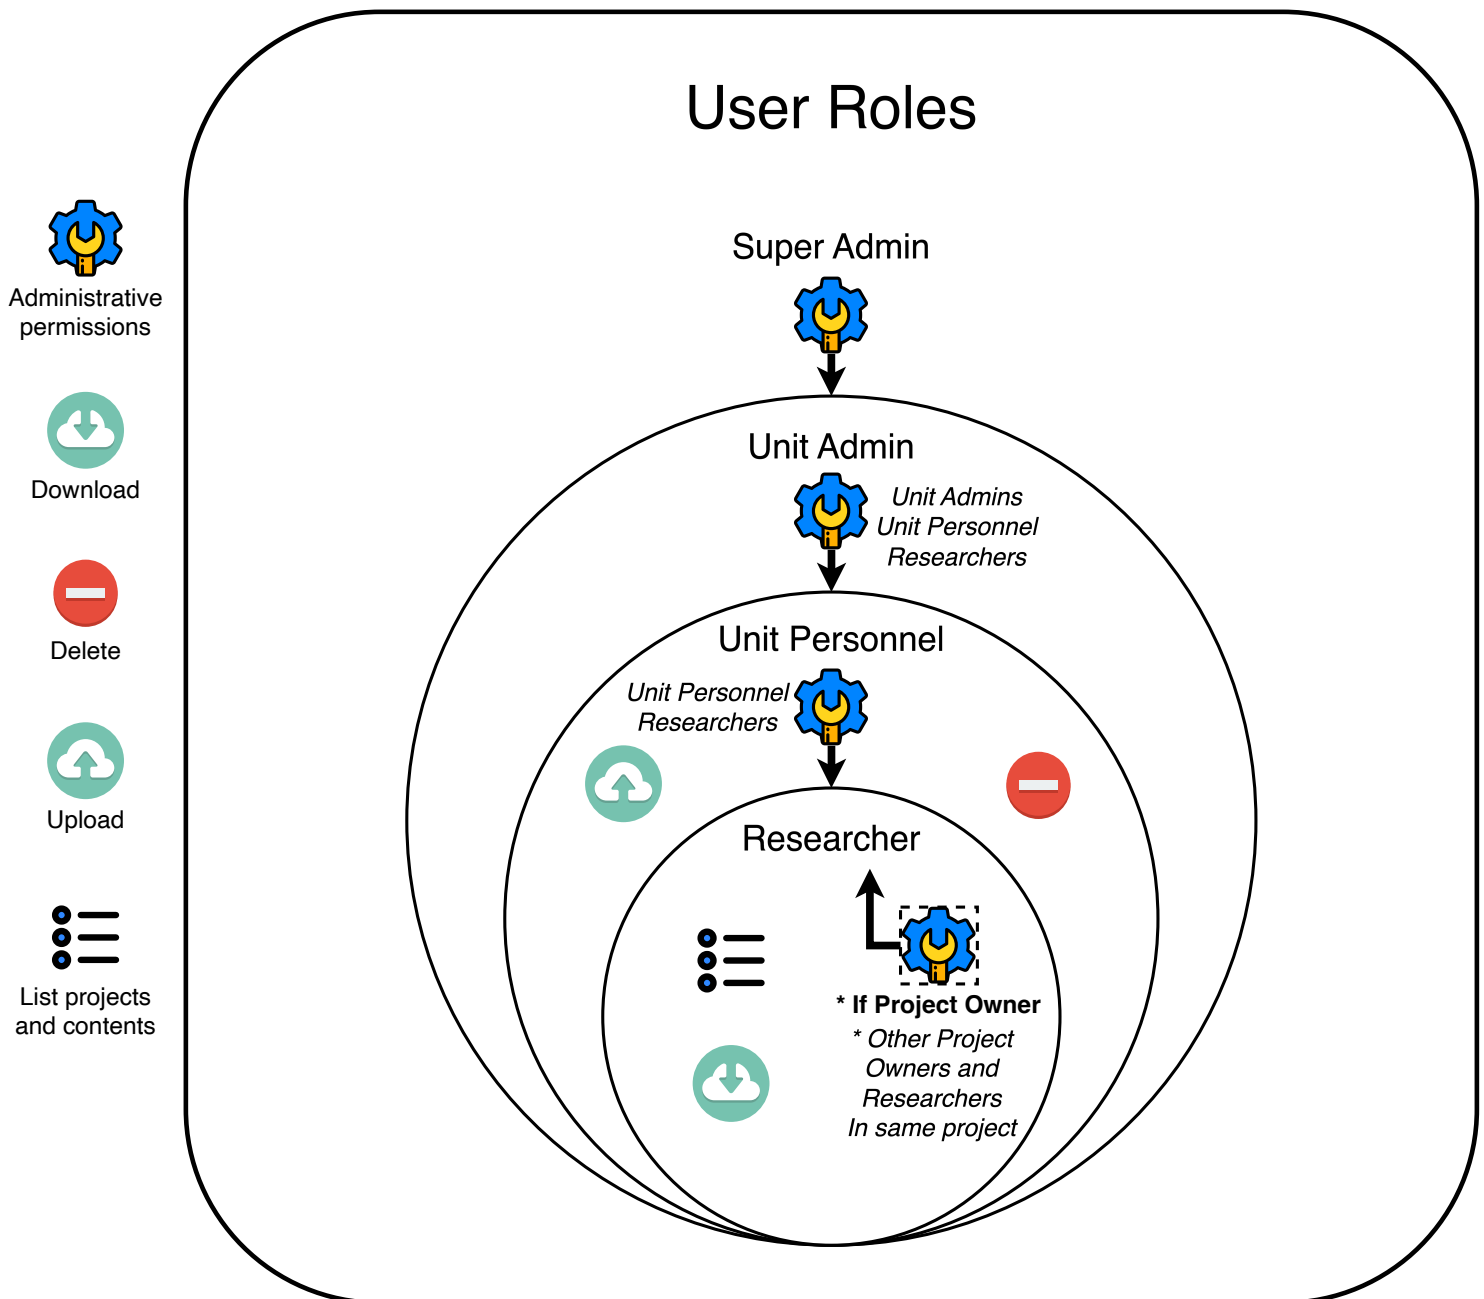 User Roles
Administrative
permissions
Download
Delete
Upload
List projects
and contents
Super Admin
Unit Admin
Unit Admins
Unit Personnel
Researchers
Unit Personnel
Unit Personnel
Researchers
Researcher
* If Project Owner
* Other Project
Owners and
Researchers
In same project